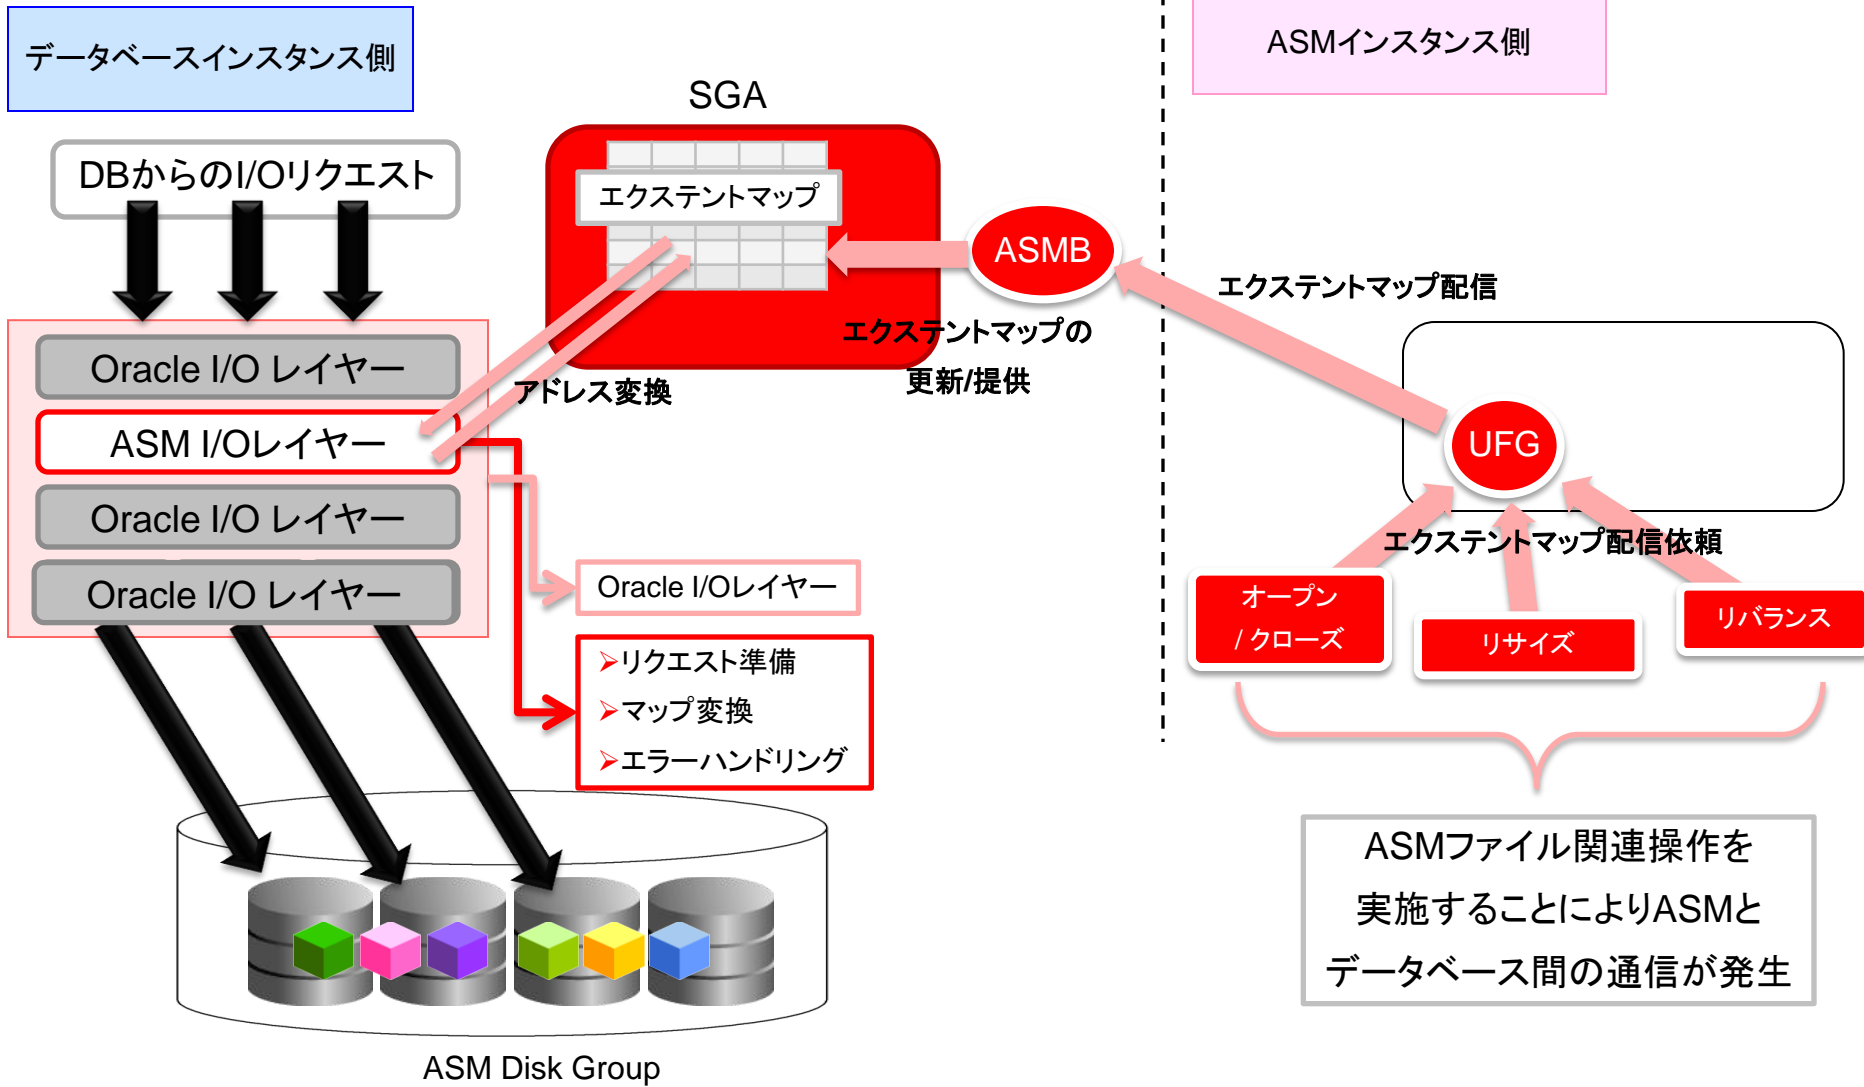 データベースインスタンス側
ASMインスタンス側
SGA
DBからのI/Oリクエスト
エクステントマップ
ASMB
エクステントマップ配信
エクステントマップの
更新/提供
アドレス変換
Oracle I/O レイヤー
ASM I/Oレイヤー
Oracle I/O レイヤー
Oracle I/O レイヤー
UFG
エクステントマップ配信依頼
Oracle I/Oレイヤー
➢リクエスト準備
➢マップ変換
➢エラーハンドリング
オープン
/ クローズ
リサイズ
リバランス
ASMファイル関連操作を
実施することによりASMと
データベース間の通信が発生
ASM Disk Group